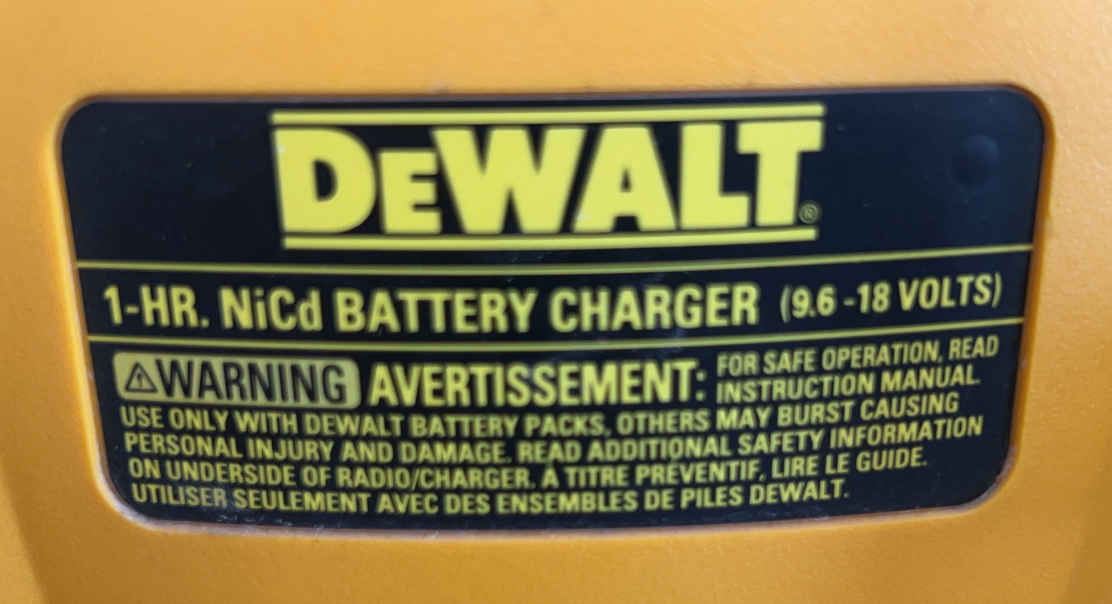 DEWALT®
1-HR. NiCd BATTERY CHARGER (9.6-18 VOLTS)
⚠WARNING AVERTISSEMENT: FOR SAFE OPERATION, READ
INSTRUCTION MANUAL.
USE ONLY WITH DEWALT BATTERY PACKS, OTHERS MAY BURST CAUSING
PERSONAL INJURY AND DAMAGE. READ ADDITIONAL SAFETY INFORMATION
ON UNDERSIDE OF RADIO/CHARGER. À TITRE PRÉVENTIF, LIRE LE GUIDE.
UTILISER SEULEMENT AVEC DES ENSEMBLES DE PILES DEWALT.